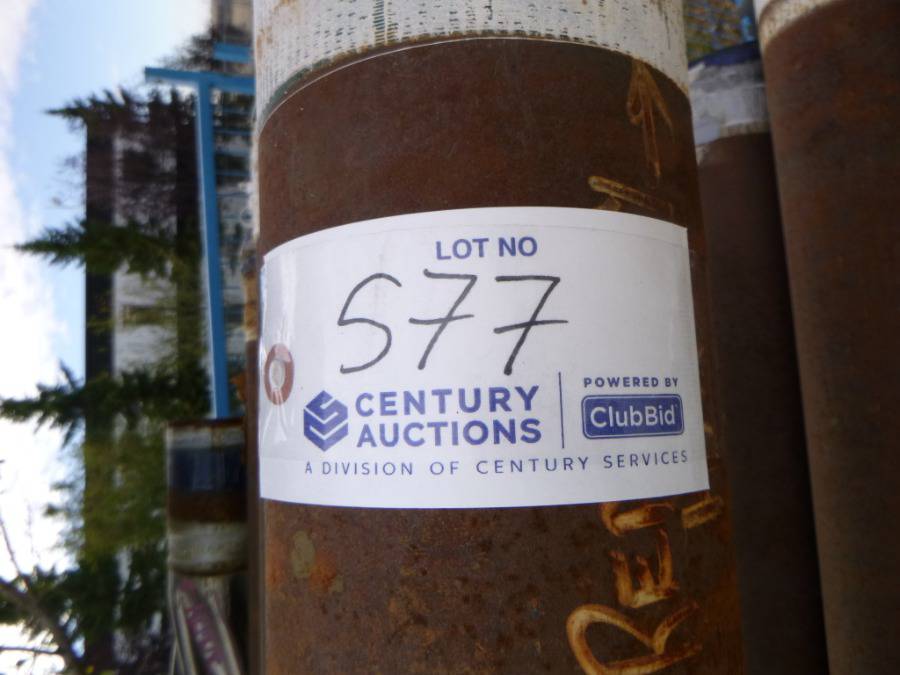 LOT NO
577
CENTURY AUCTIONS
POWERED BY
ClubBid
A DIVISION OF CENTURY SERVICES